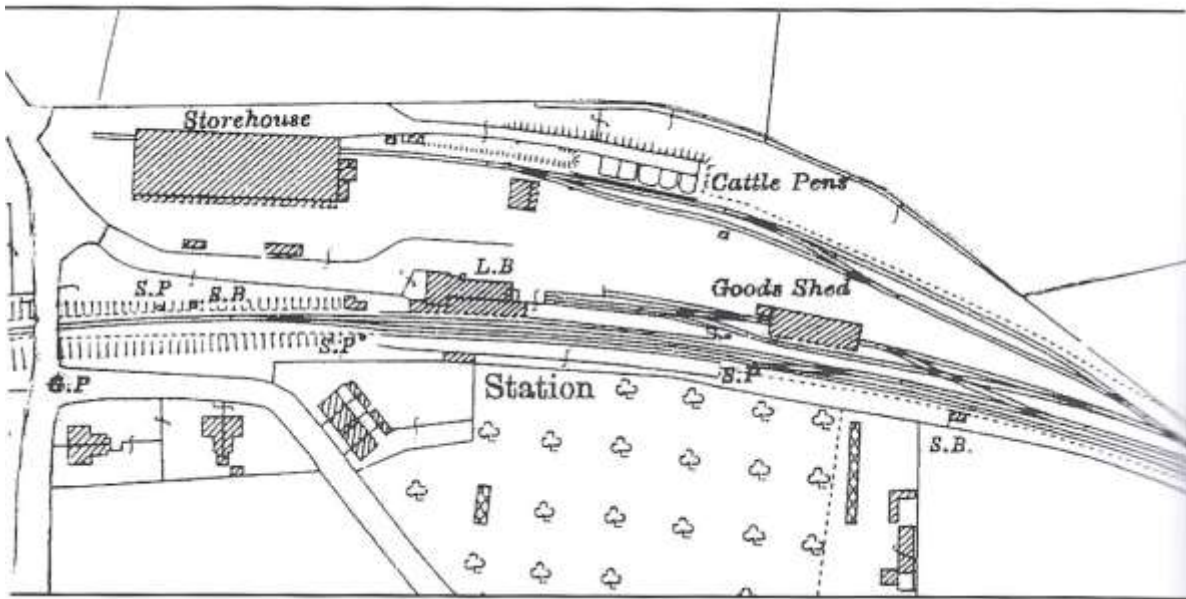 Storehouse
Cattle Pens
L.B
Goods Shed
S.P
S.B
S.P
G.P
Station
S.P
S.B.